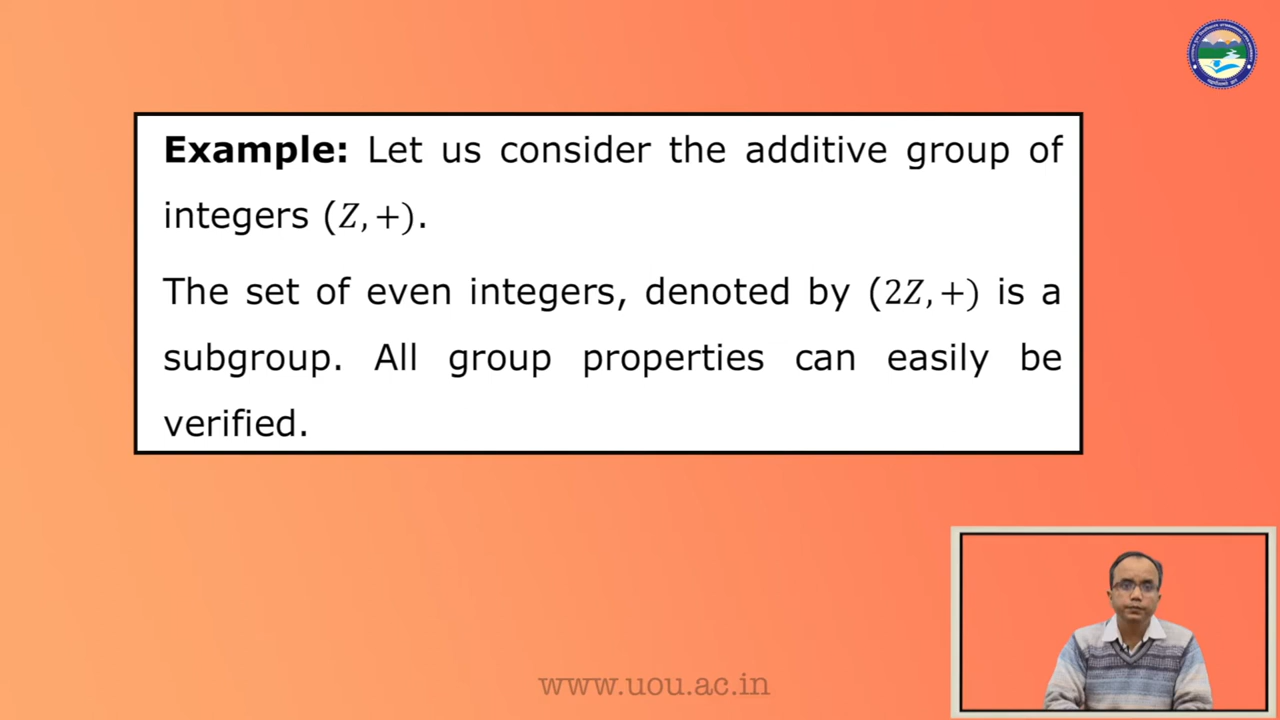 Example: Let us consider the additive group of
integers (Z, +).
The set of even integers, denoted by (2Z, +) is a
subgroup. All group properties can easily be
verified.
www.uou.ac.in